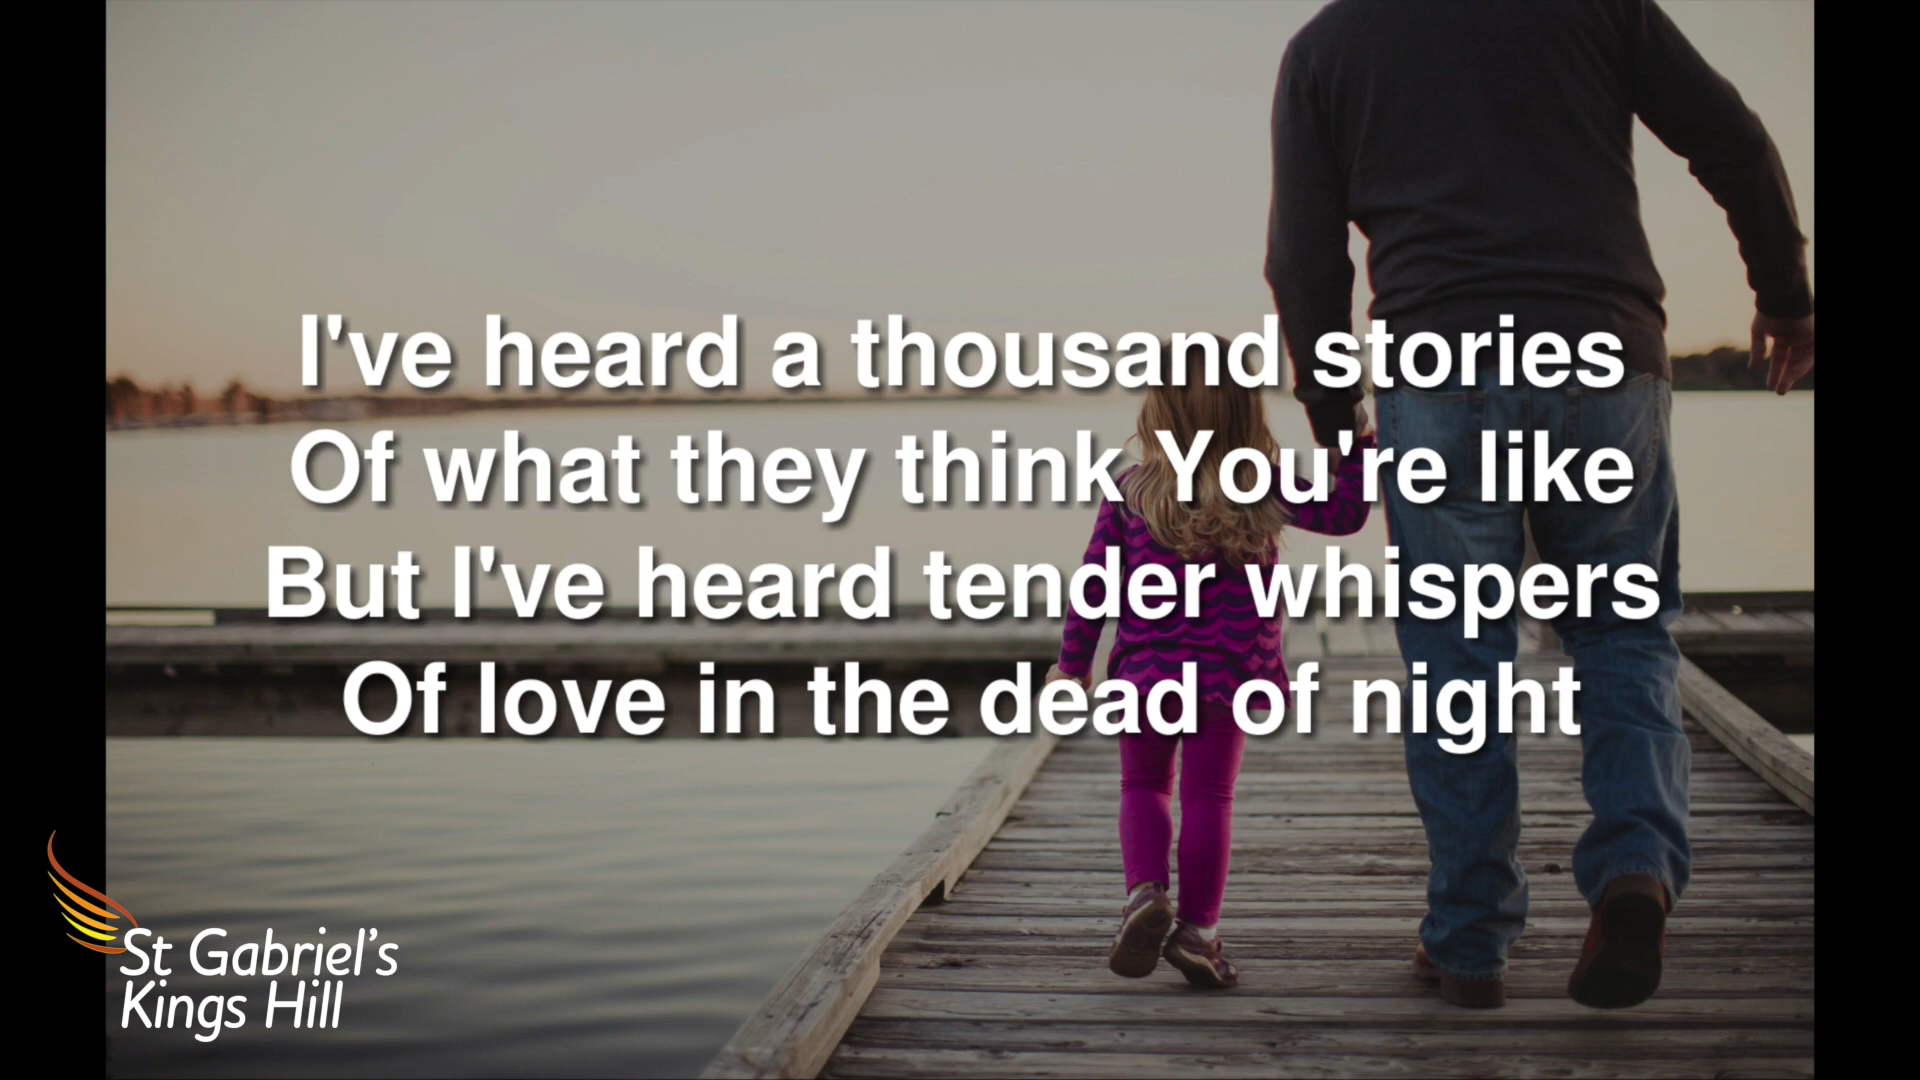 I've heard a thousand stories
Of what they think You're like
But I've heard tender whispers
Of love in the dead of night
St Gabriel's
Kings Hill